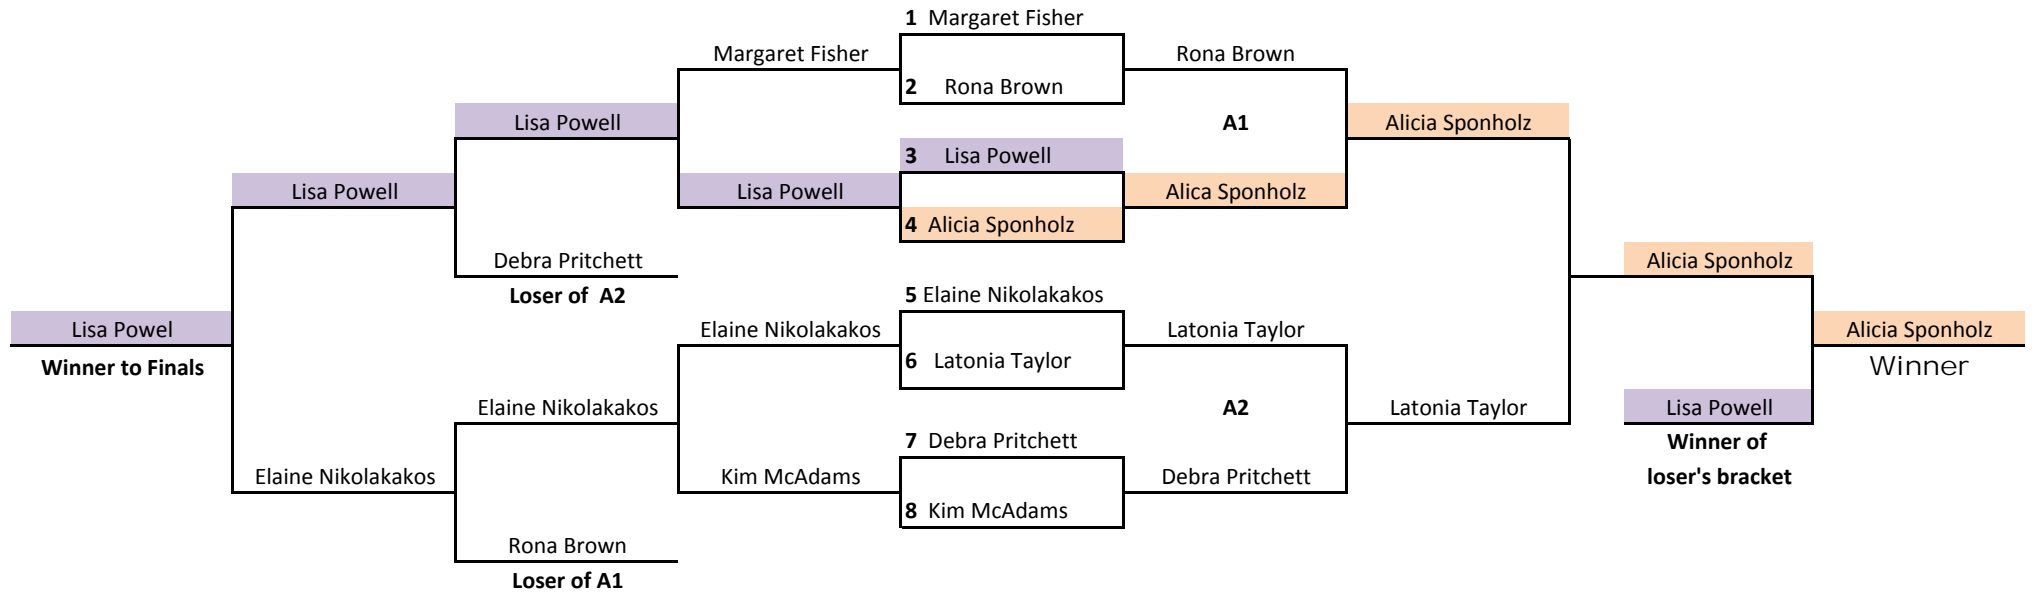 1 Margaret Fisher
Margaret Fisher
Rona Brown
2 Rona Brown
Lisa Powell
A1
Alicia Sponholz
3 Lisa Powell
Lisa Powell
Lisa Powell
Alica Sponholz
4 Alicia Sponholz
Debra Pritchett
Alicia Sponholz
Loser of A2
5 Elaine Nikolakakos
Lisa Powel
Elaine Nikolakakos
Latonia Taylor
Alicia Sponholz
Winner to Finals
6 Latonia Taylor
Winner
Elaine Nikolakakos
A2
Latonia Taylor
Lisa Powell
7 Debra Pritchett
Winner of
Elaine Nikolakakos
Kim McAdams
Debra Pritchett
loser's bracket
8 Kim McAdams
Rona Brown
Loser of A1